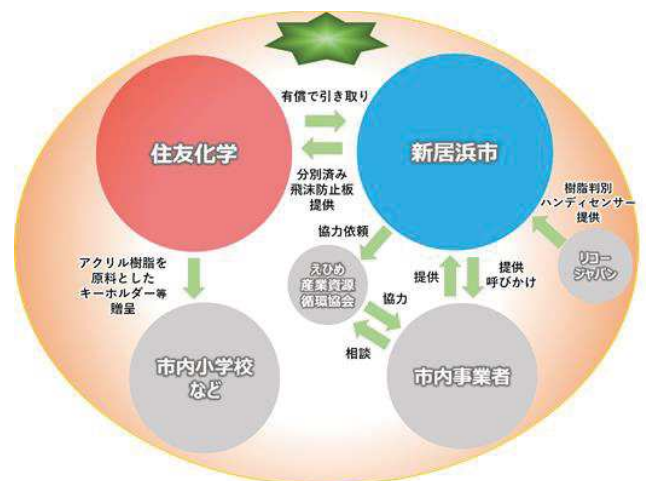 有償で引き取り
住友化学
新居浜市
分別済み
飛沫防止板
提供
樹脂判別
ハンディセンサー
提供
協力依頼
リコー
ジャパン
アクリル樹脂を
原料とした
キーホルダー等
贈呈
えひめ
産業資源
循環協会
提供
提供
呼びかけ
協力
相談
市内小学校
など
市内事業者